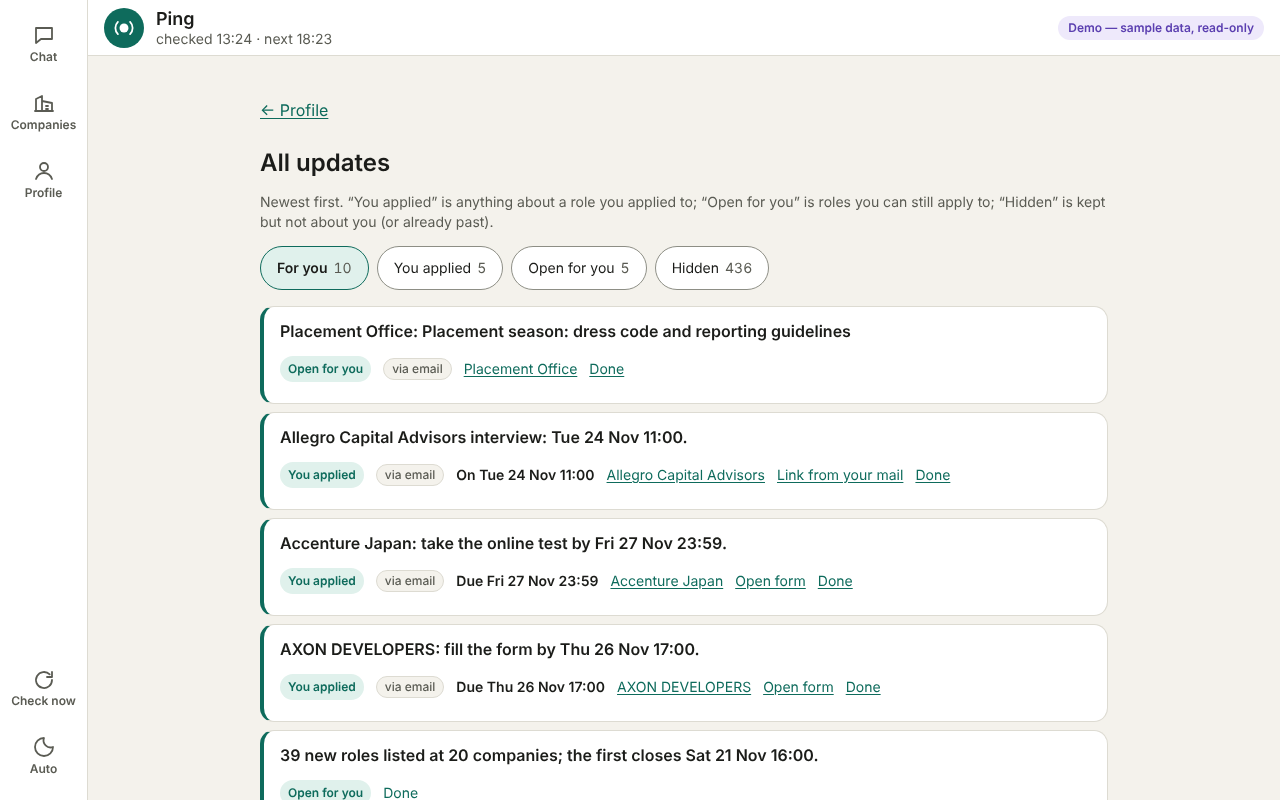 Ping
checked 13:24 · next 18:23
Demo — sample data, read-only
Chat
Companies
Profile
Check now
Auto
← Profile
All updates
Newest first. “You applied” is anything about a role you applied to; “Open for you” is roles you can still apply to; “Hidden” is kept
but not about you (or already past).
For you 10
You applied 5
Open for you 5
Hidden 436
Placement Office: Placement season: dress code and reporting guidelines
Open for you via email Placement Office Done
Allegro Capital Advisors interview: Tue 24 Nov 11:00.
You applied via email On Tue 24 Nov 11:00 Allegro Capital Advisors Link from your mail Done
Accenture Japan: take the online test by Fri 27 Nov 23:59.
You applied via email Due Fri 27 Nov 23:59 Accenture Japan Open form Done
AXON DEVELOPERS: fill the form by Thu 26 Nov 17:00.
You applied via email Due Thu 26 Nov 17:00 AXON DEVELOPERS Open form Done
39 new roles listed at 20 companies; the first closes Sat 21 Nov 16:00.
Open for you Done